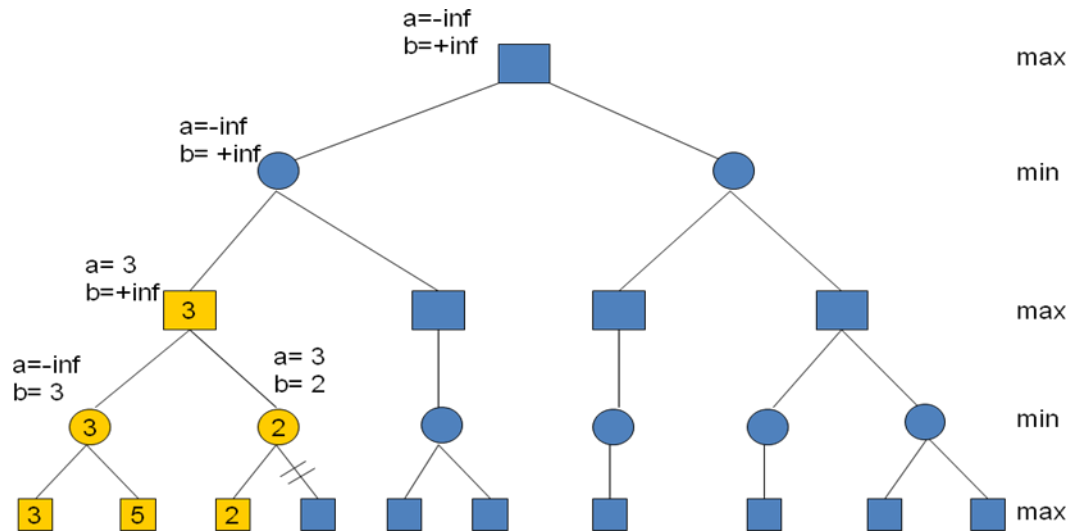 a=-inf
b=+inf
max
a=-inf
b= +inf
min
a= 3
b=+inf
3
max
a=-inf
b= 3
a= 3
b= 2
3
2
min
3
5
2
max